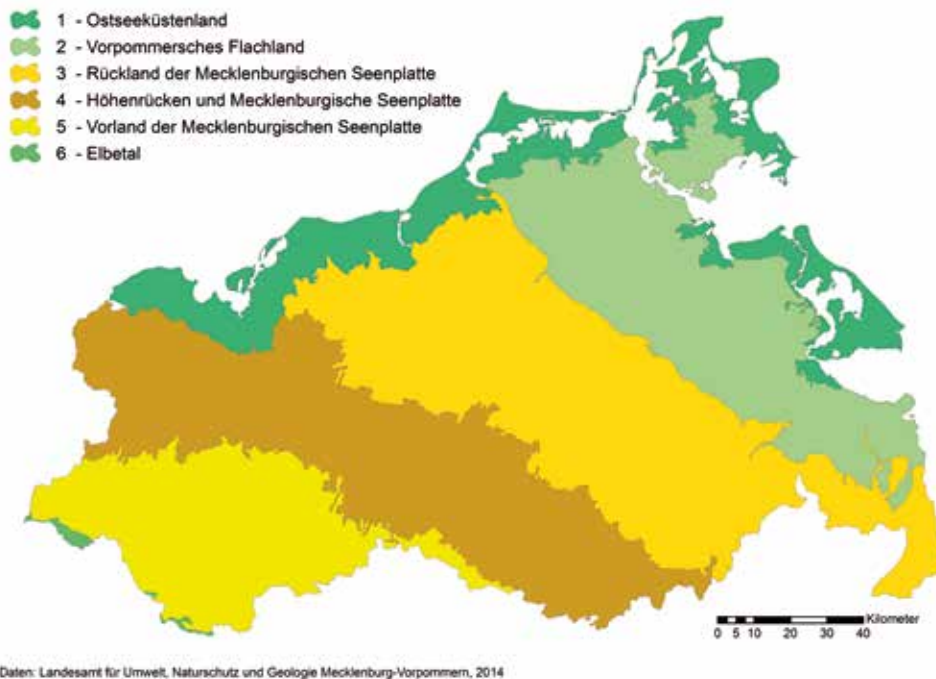 1 - Ostseeküstenland
2 - Vorpommersches Flachland
3 - Rückland der Mecklenburgischen Seenplatte
4 - Höhenrücken und Mecklenburgische Seenplatte
5 - Vorland der Mecklenburgischen Seenplatte
6 - Elbetal
Kilometer
0 5 10 20 30 40
Daten: Landesamt für Umwelt, Naturschutz und Geologie Mecklenburg-Vorpommern, 2014